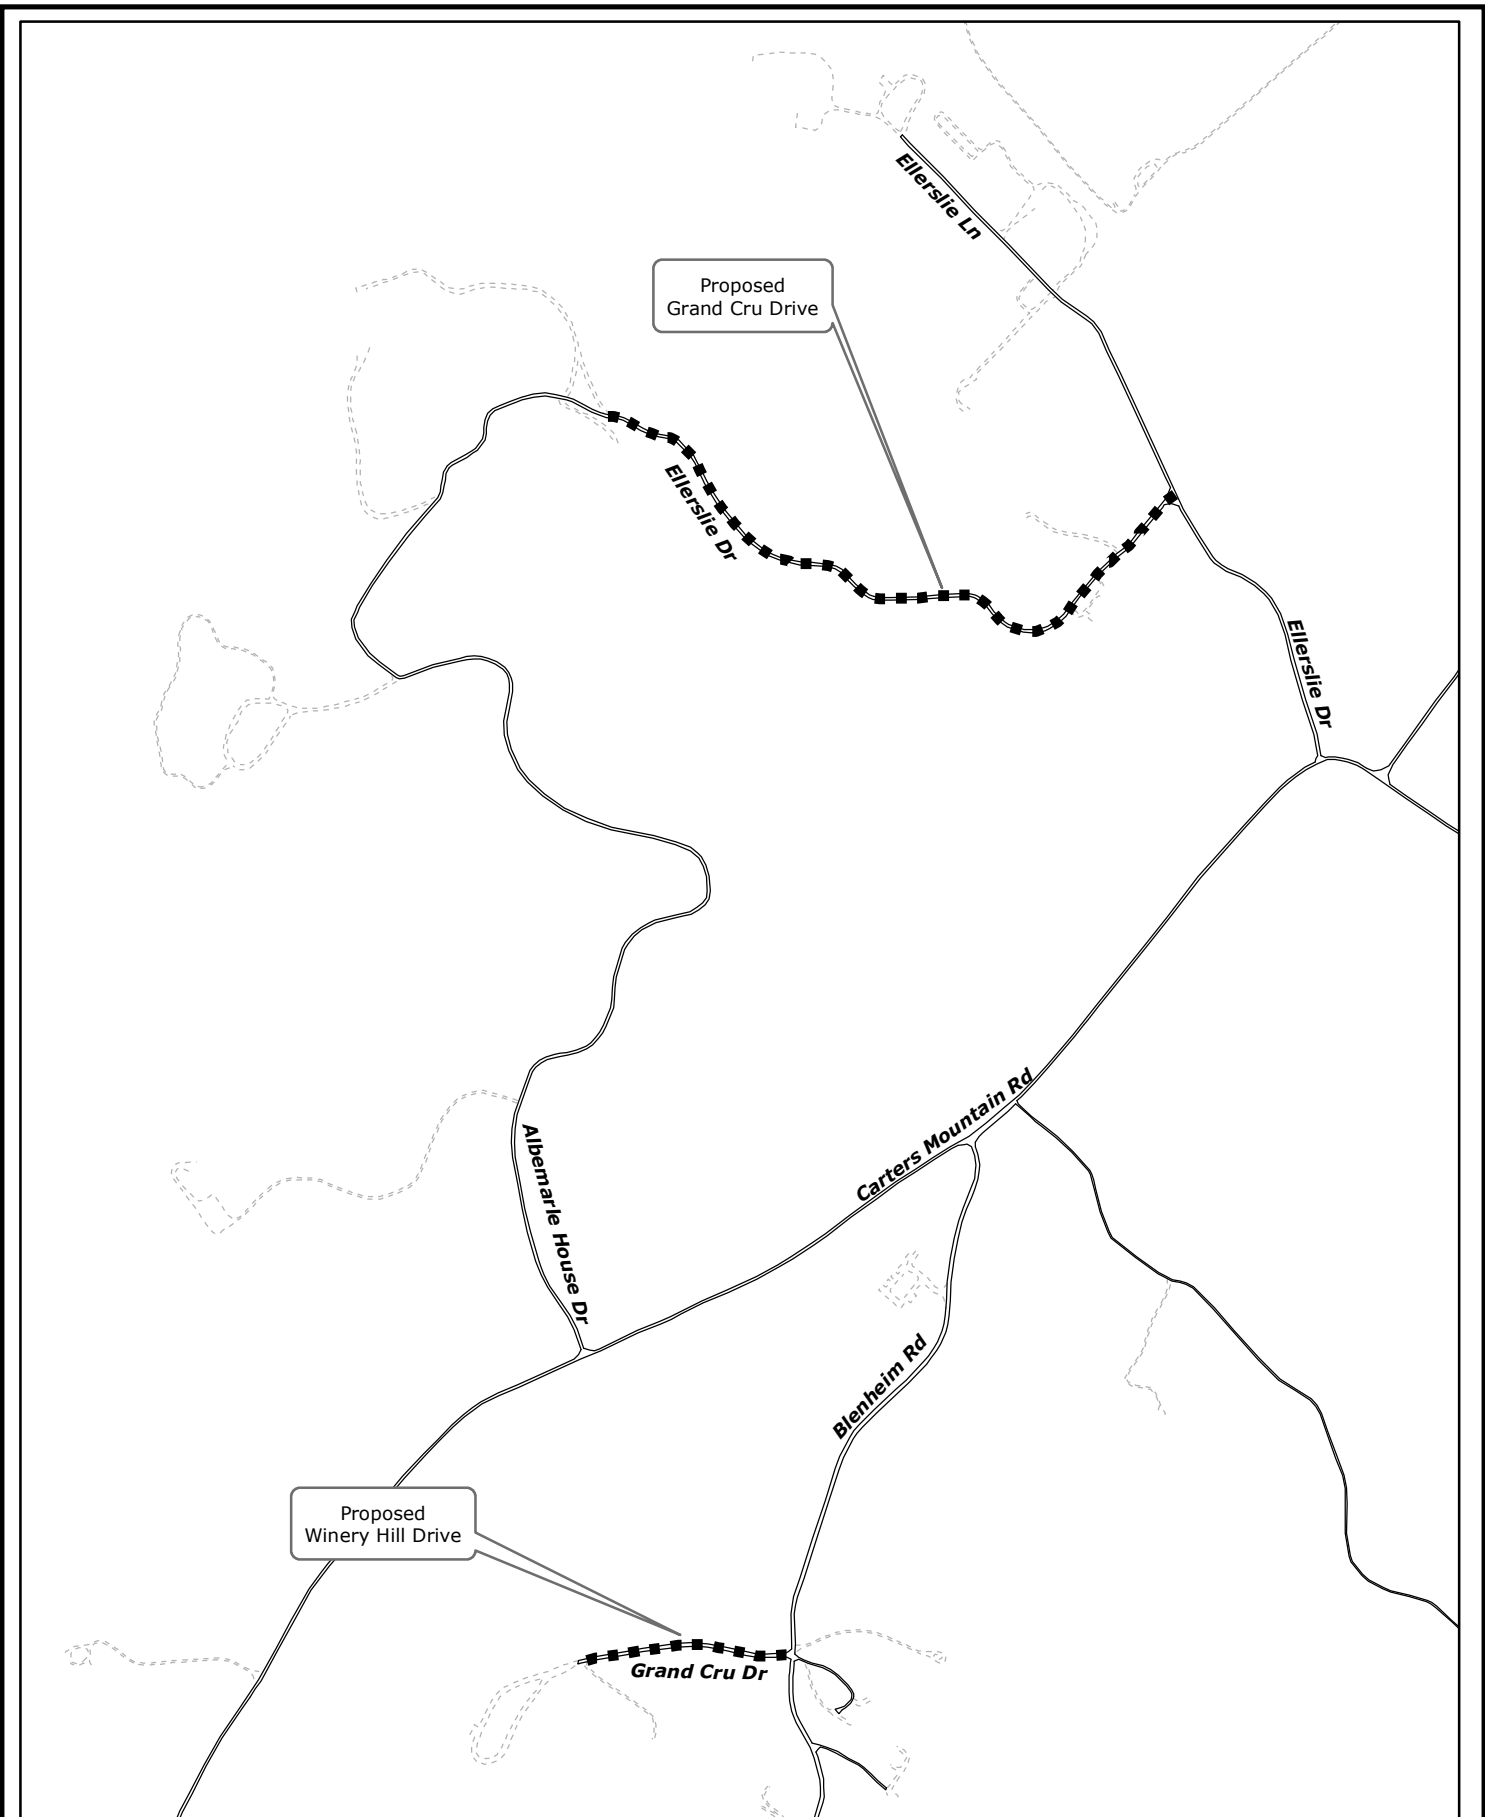 Ellerslie Ln
Proposed
Grand Cru Drive
Ellerslie Dr
Ellerslie Dr
Carters Mountain Rd
Albemarle House Dr
Blenheim Rd
Proposed
Winery Hill Drive
Grand Cru Dr